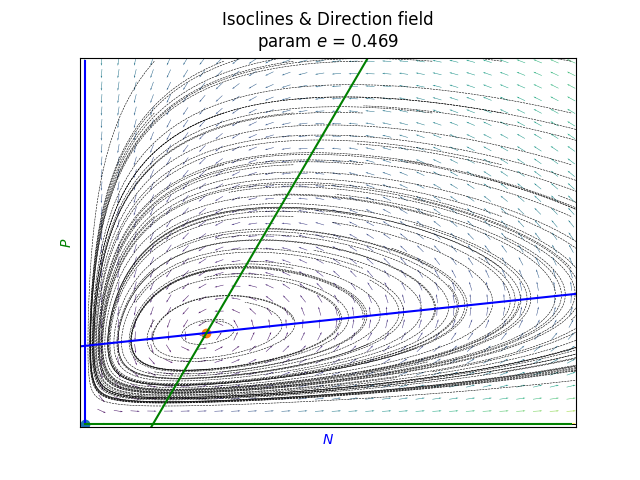 Isoclines & Direction field
param e = 0.469
P
N